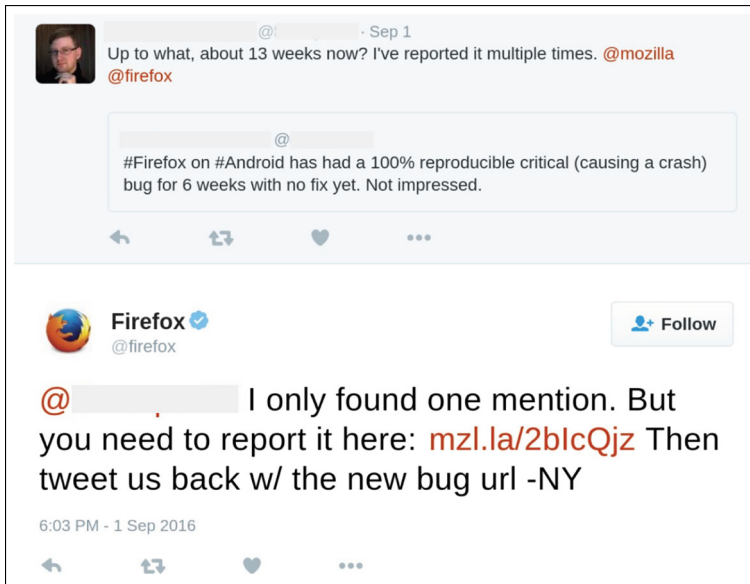 @ · Sep 1
Up to what, about 13 weeks now? I've reported it multiple times. @mozilla
@firefox
@
#Firefox on #Android has had a 100% reproducible critical (causing a crash)
bug for 6 weeks with no fix yet. Not impressed.
Firefox
@firefox
Follow
@ I only found one mention. But
you need to report it here: mzl.la/2bIcQjz Then
tweet us back w/ the new bug url -NY
6:03 PM - 1 Sep 2016